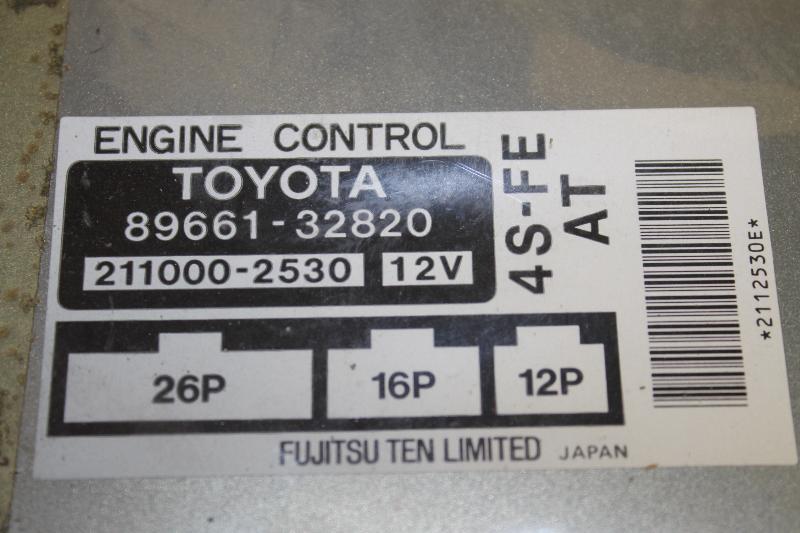 ENGINE CONTROL
TOYOTA
89661-32820
211000-2530 12V
4S-FE
AT
26P 16P 12P
FUJITSU TEN LIMITED JAPAN
*2112530E*